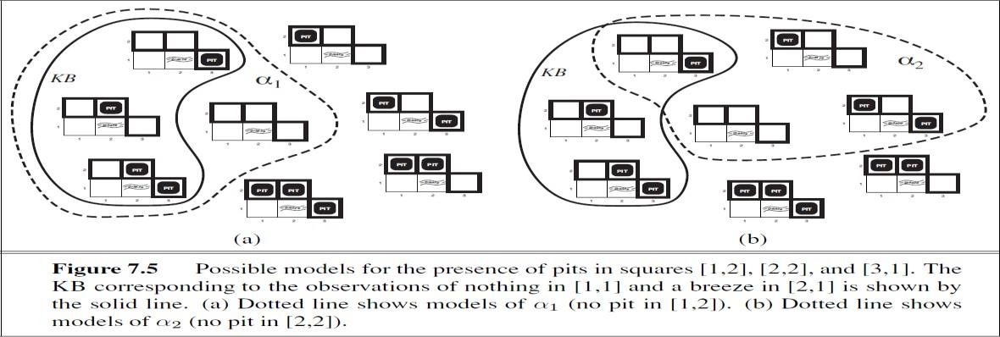 KB
α1
PIT
PIT
PIT
PIT
PIT
PIT
PIT
PIT
PIT
PIT
PIT
PIT
(a)
KB
α2
PIT
PIT
PIT
PIT
PIT
PIT
PIT
PIT
PIT
PIT
PIT
PIT
(b)
Figure 7.5 Possible models for the presence of pits in squares [1,2], [2,2], and [3,1]. The
KB corresponding to the observations of nothing in [1,1] and a breeze in [2,1] is shown by
the solid line. (a) Dotted line shows models of α1 (no pit in [1,2]). (b) Dotted line shows
models of α2 (no pit in [2,2]).